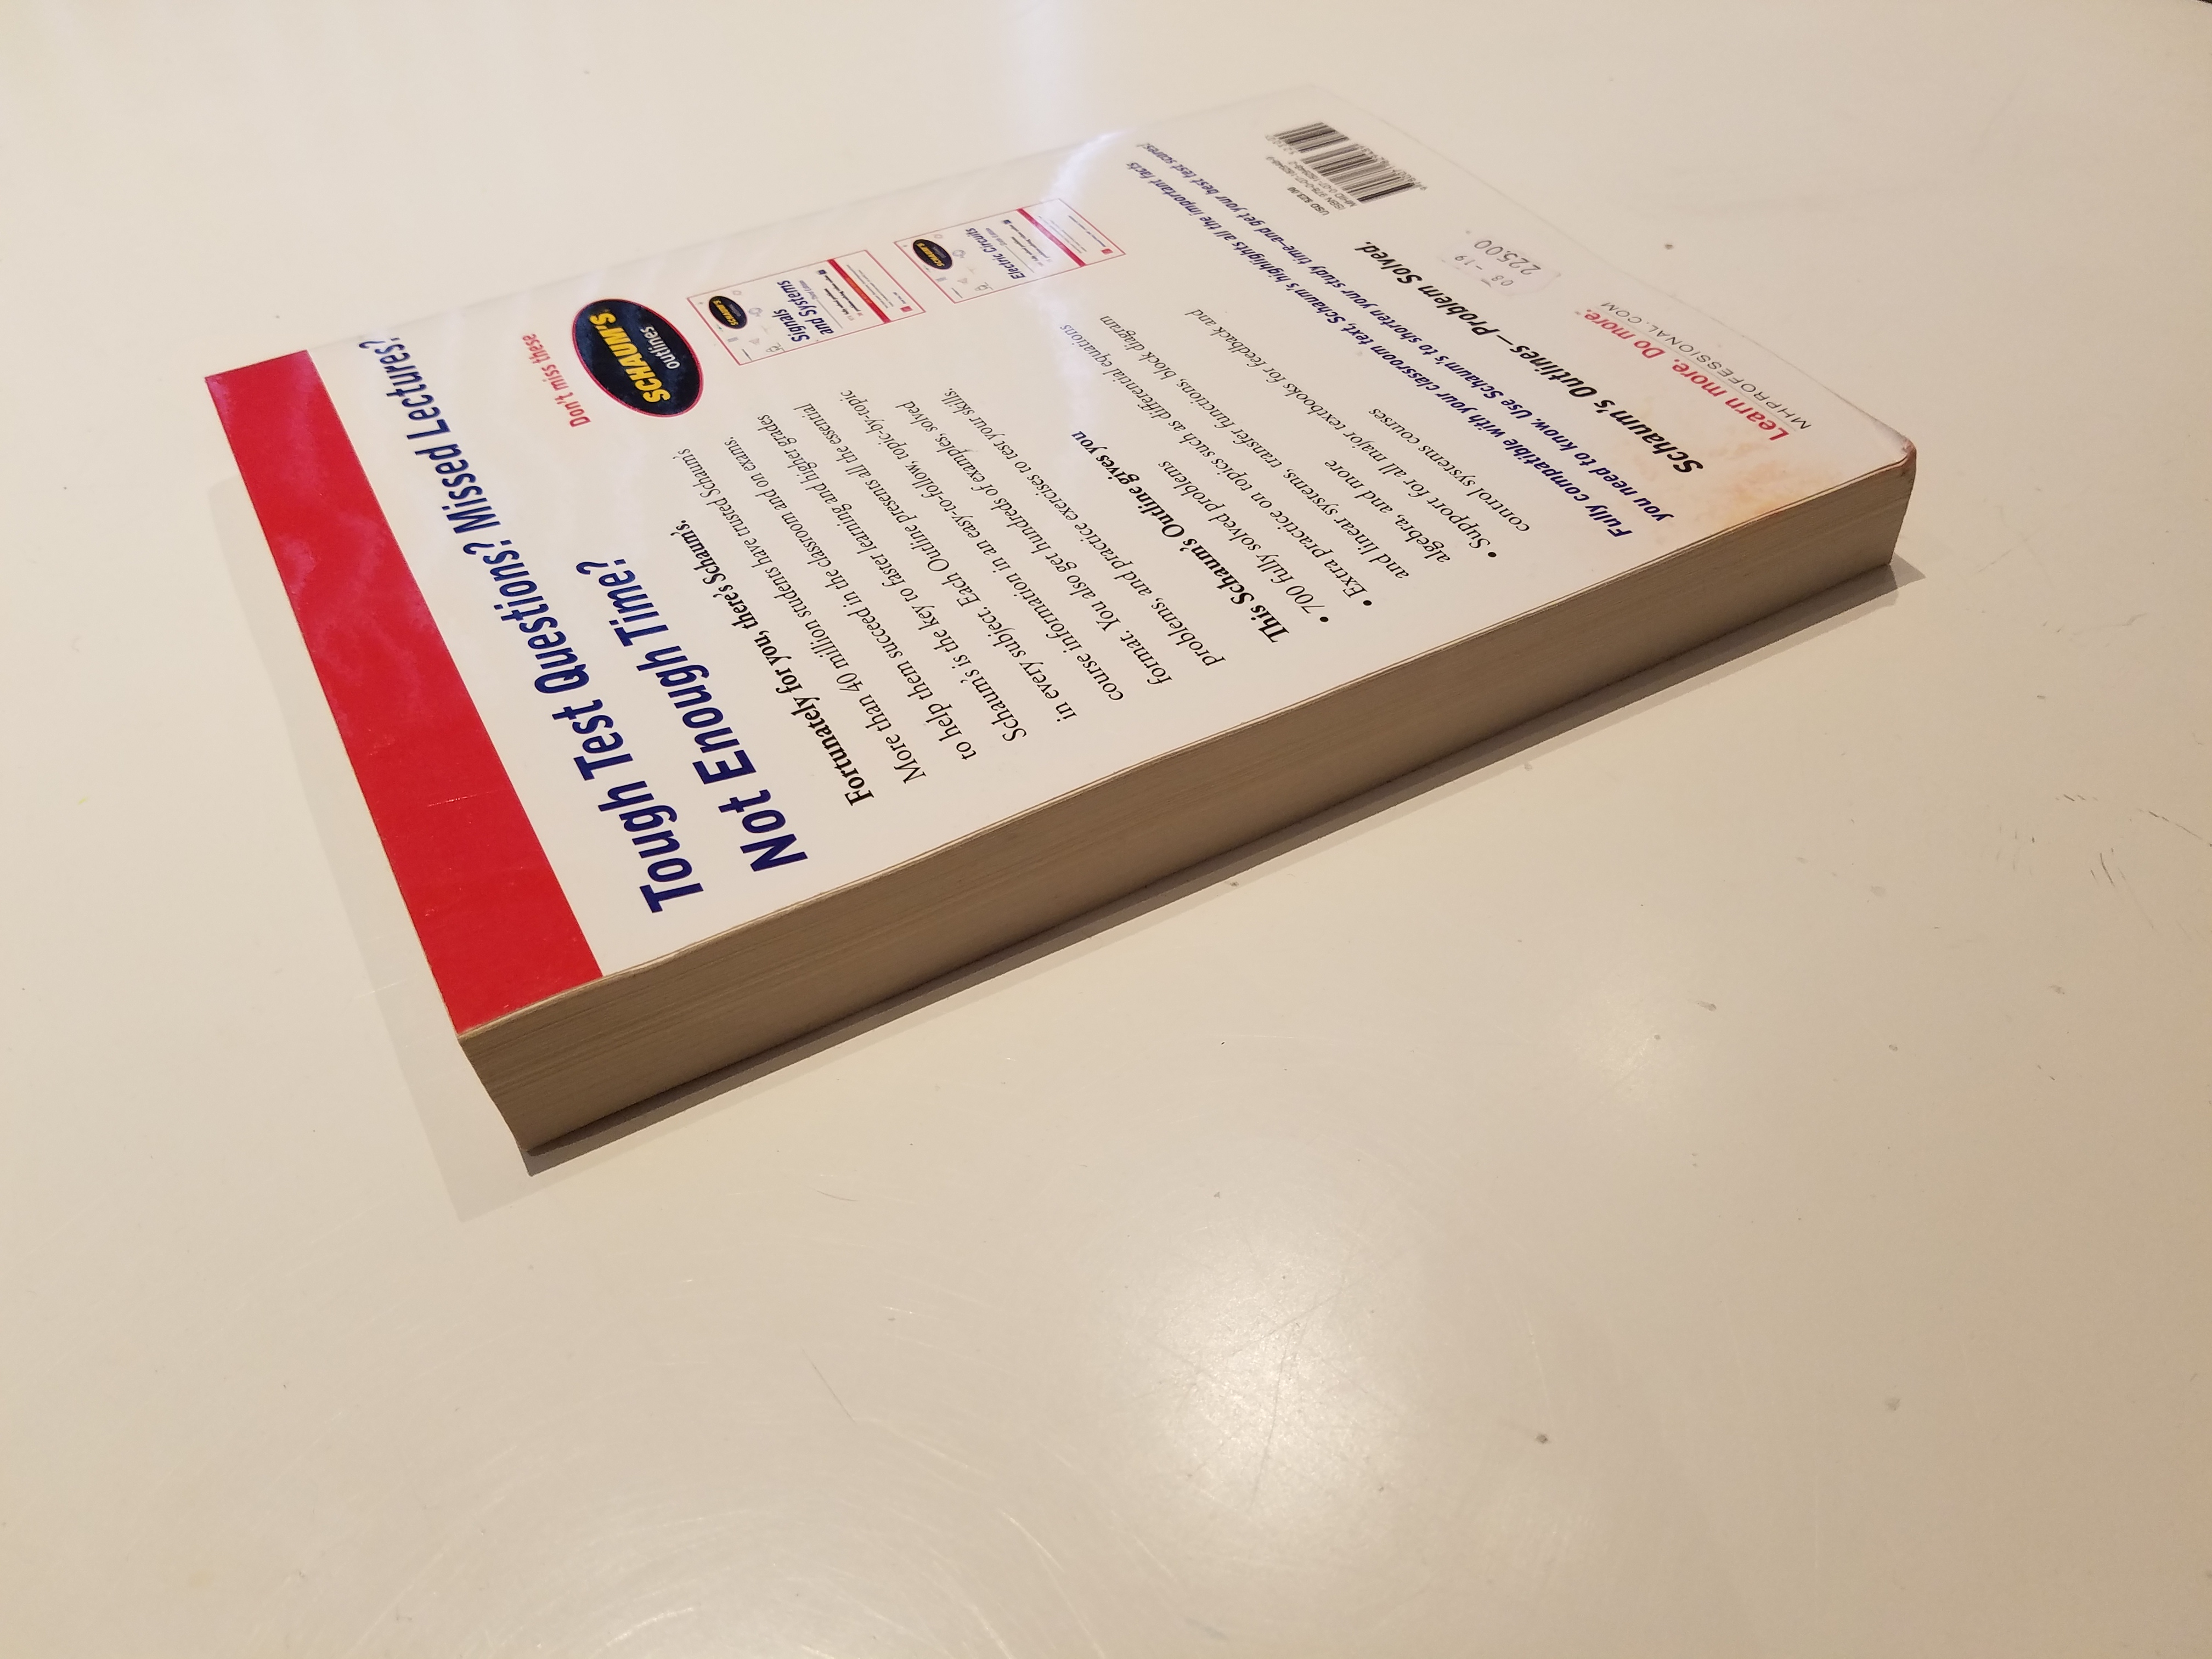 Tough Test Questions? Missed Lectures?
Not Enough Time?
Fortunately for you, there's Schaum's.
More than 40 million students have trusted Schaum's
to help them succeed in the classroom and on exams.
Schaum's is the key to faster learning and higher grades
in every subject. Each Outline presents all the essential
course information in an easy-to-follow, topic-by-topic
format. You also get hundreds of examples, solved
problems, and practice exercises to test your skills.
This Schaum's Outline gives you
• 700 fully solved problems
• Extra practice on topics such as differential equations
and linear systems, transfer functions, block diagram
algebra, and more
• Support for all major textbooks for feedback and
control systems courses
Fully compatible with your classroom text, Schaum's highlights all the important facts
you need to know. Use Schaum's to shorten your study time–and get your best test scores!
Schaum's Outlines—Problem Solved.
Don't miss these
SCHAUM'S
outlines
SCHAUM'S
Signals
and Systems
SCHAUM'S
Electric Circuits
Learn more. Do more.™
MHPROFESSIONAL.COM
08-19
22500
USD $23.00